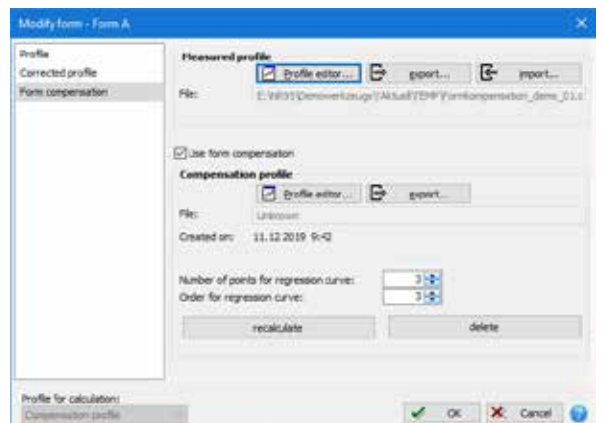 Modify form - Form A
Profile
Corrected profile
Form compensation
Measured profile
Profile editor...
export...
import...
File:
Use form compensation
Compensation profile
Profile editor...
export...
File:
Unknown
Created on: 11.12.2019 9:42
Number of points for regression curve: 3
Order for regression curve: 3
recalculate
delete
Profile for calculation:
Compensation profile
OK
Cancel